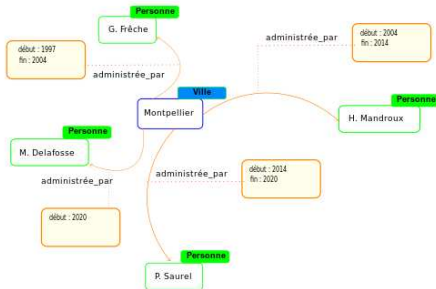 Personne
G. Frêche
début : 1997
fin : 2004
administrée_par
début : 2004
fin : 2014
administrée_par
Ville
Montpellier
Personne
H. Mandroux
Personne
M. Delafosse
administrée_par
début : 2020
début : 2014
fin : 2020
administrée_par
Personne
P. Saurel